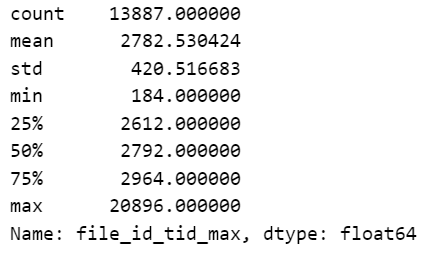 count 13887.000000
mean 2782.530424
std 420.516683
min 184.000000
25% 2612.000000
50% 2792.000000
75% 2964.000000
max 20896.000000
Name: file_id_tid_max, dtype: float64